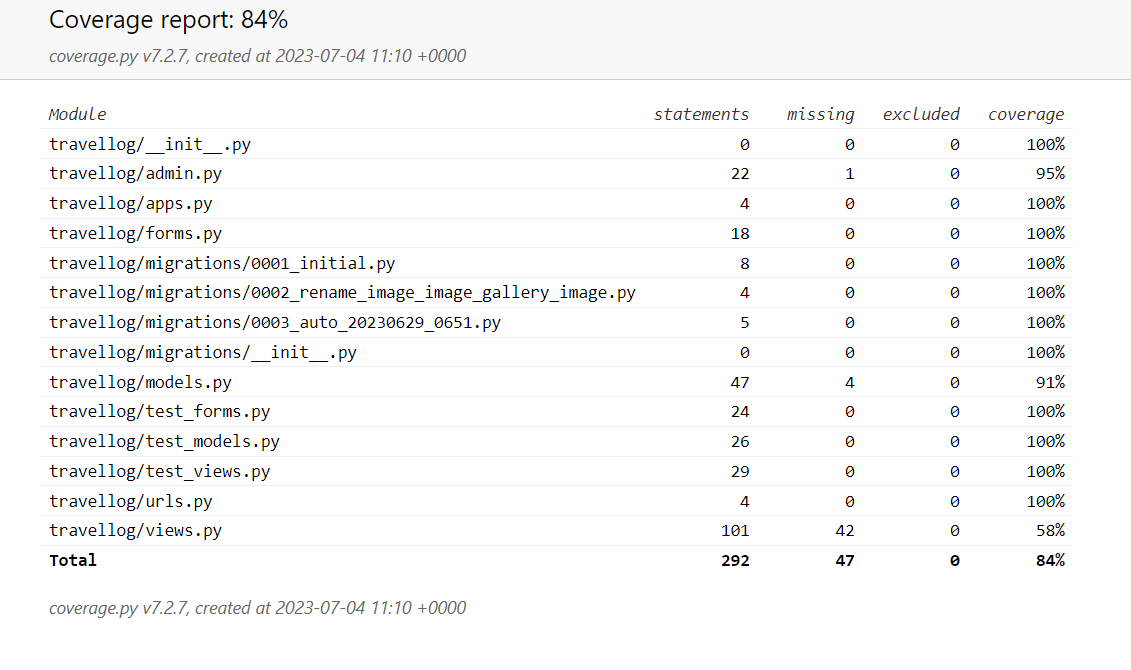 Coverage report: 84%
coverage.py v7.2.7, created at 2023-07-04 11:10 +0000
Module statements missing excluded coverage
travellog/__init__.py 0 0 0 100%
travellog/admin.py 22 1 0 95%
travellog/apps.py 4 0 0 100%
travellog/forms.py 18 0 0 100%
travellog/migrations/0001_initial.py 8 0 0 100%
travellog/migrations/0002_rename_image_image_gallery_image.py 4 0 0 100%
travellog/migrations/0003_auto_20230629_0651.py 5 0 0 100%
travellog/migrations/__init__.py 0 0 0 100%
travellog/models.py 47 4 0 91%
travellog/test_forms.py 24 0 0 100%
travellog/test_models.py 26 0 0 100%
travellog/test_views.py 29 0 0 100%
travellog/urls.py 4 0 0 100%
travellog/views.py 101 42 0 58%
Total 292 47 0 84%
coverage.py v7.2.7, created at 2023-07-04 11:10 +0000